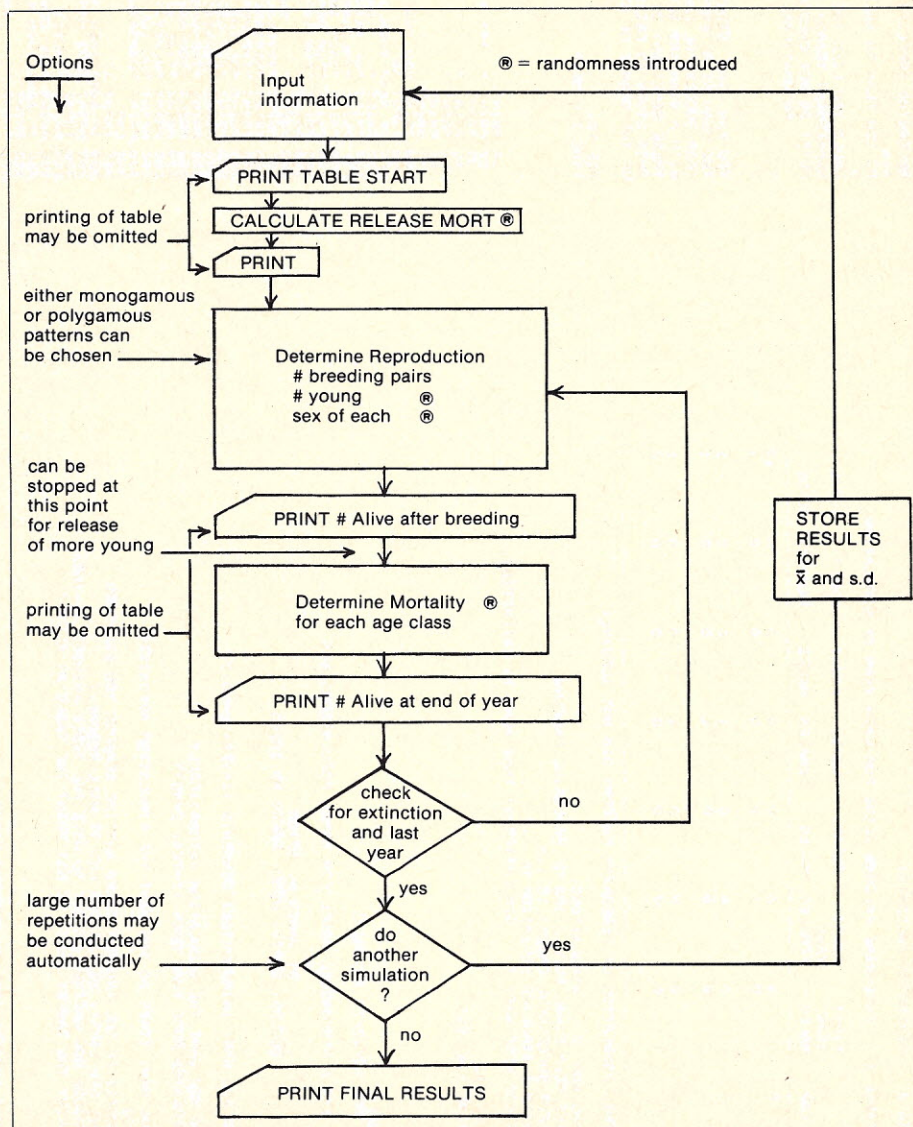 Options
Input
information
® = randomness introduced
PRINT TABLE START
printing of table
may be omitted
CALCULATE RELEASE MORT ®
PRINT
either monogamous
or polygamous
patterns can
be chosen
Determine Reproduction
# breeding pairs
# young ®
sex of each ®
can be
stopped at
this point
for release
of more young
PRINT # Alive after breeding
STORE
RESULTS
for
x̄ and s.d.
Determine Mortality ®
for each age class
printing of table
may be omitted
PRINT # Alive at end of year
check
for extinction
and last
year
no
yes
large number of
repetitions may
be conducted
automatically
do
another
simulation
?
yes
no
PRINT FINAL RESULTS